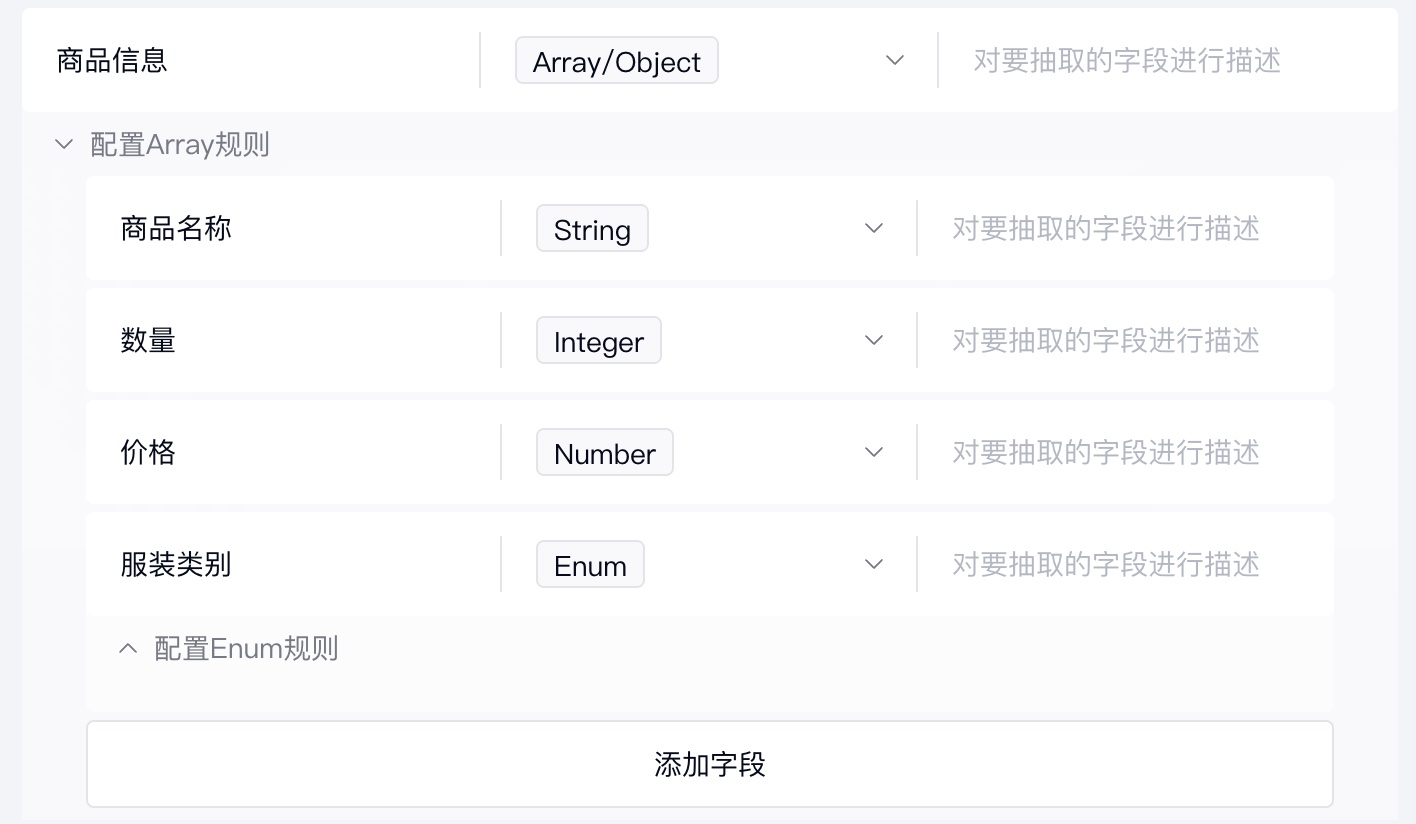 商品信息 Array/Object 对要抽取的字段进行描述
配置Array规则
商品名称 String 对要抽取的字段进行描述
数量 Integer 对要抽取的字段进行描述
价格 Number 对要抽取的字段进行描述
服装类别 Enum 对要抽取的字段进行描述
配置Enum规则
添加字段